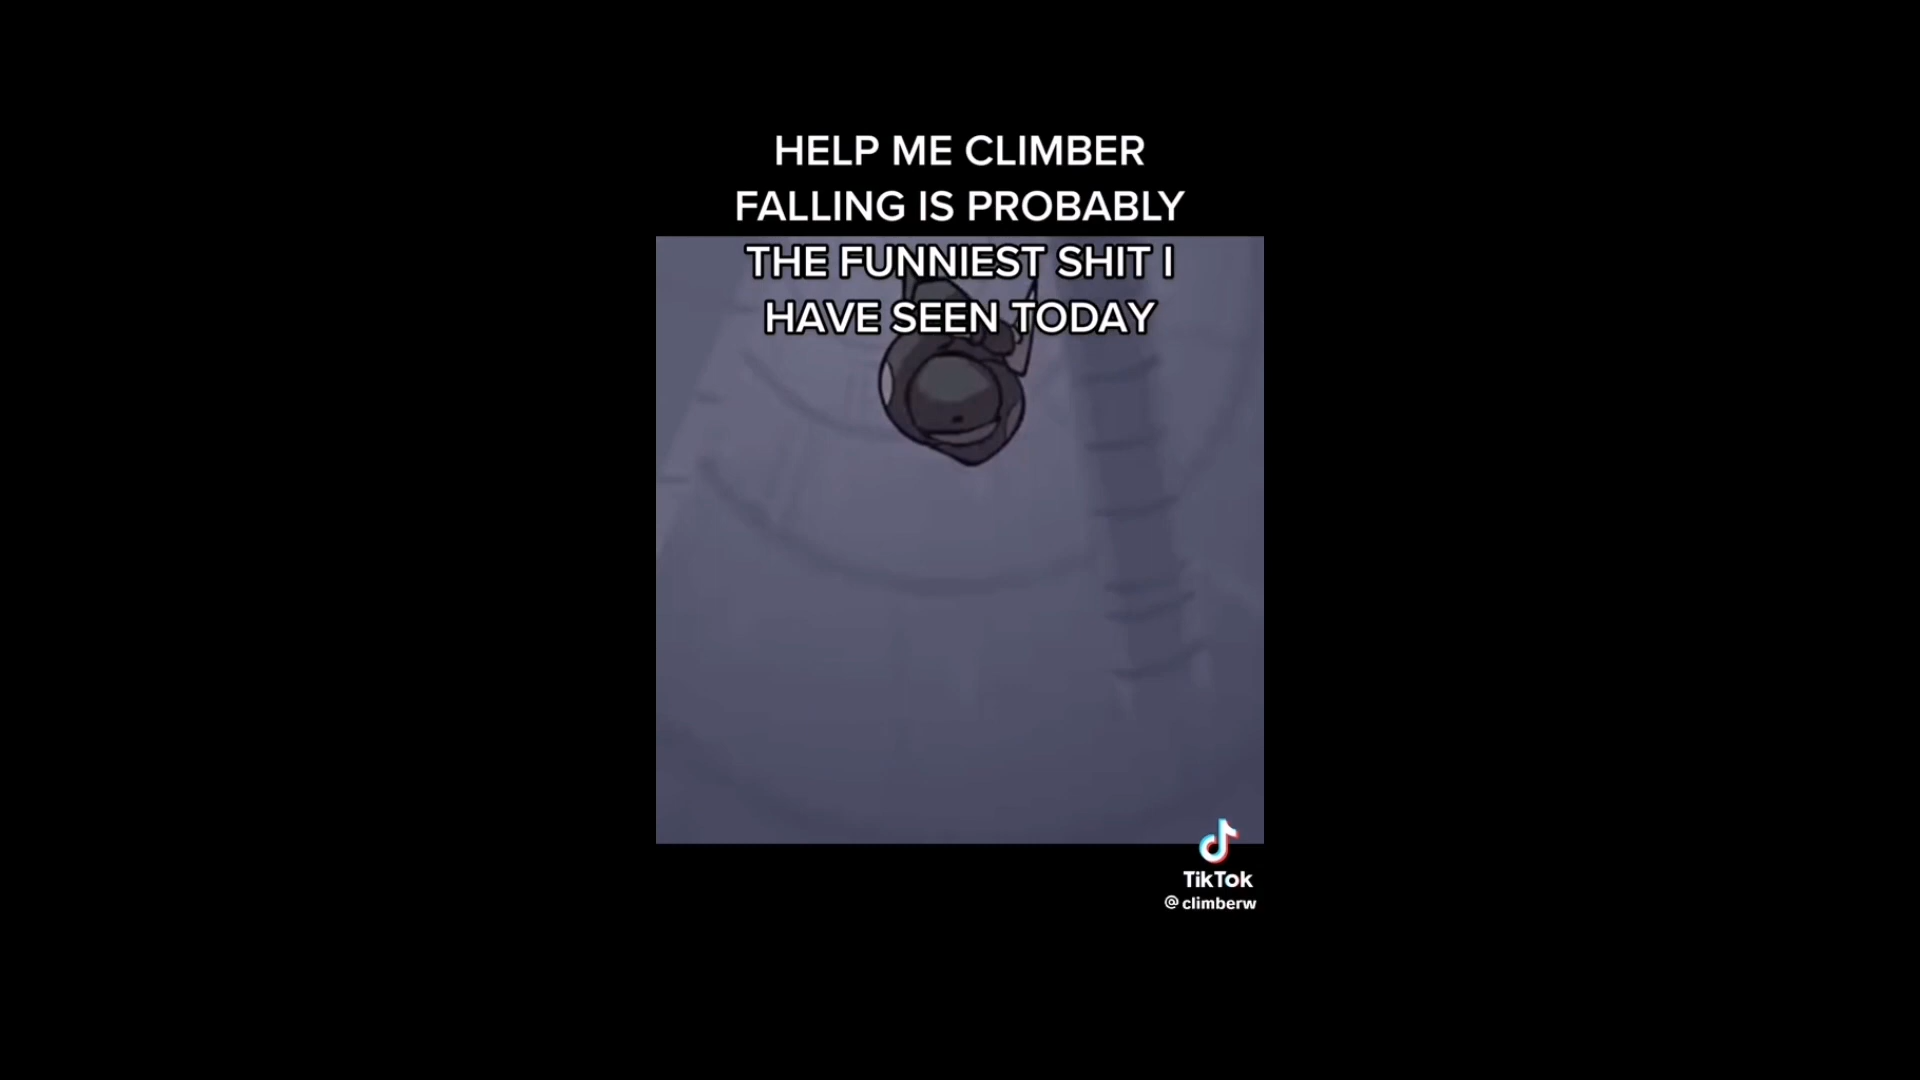 HELP ME CLIMBER
FALLING IS PROBABLY
THE FUNNIEST SHIT I
HAVE SEEN TODAY
TikTok
@climberw